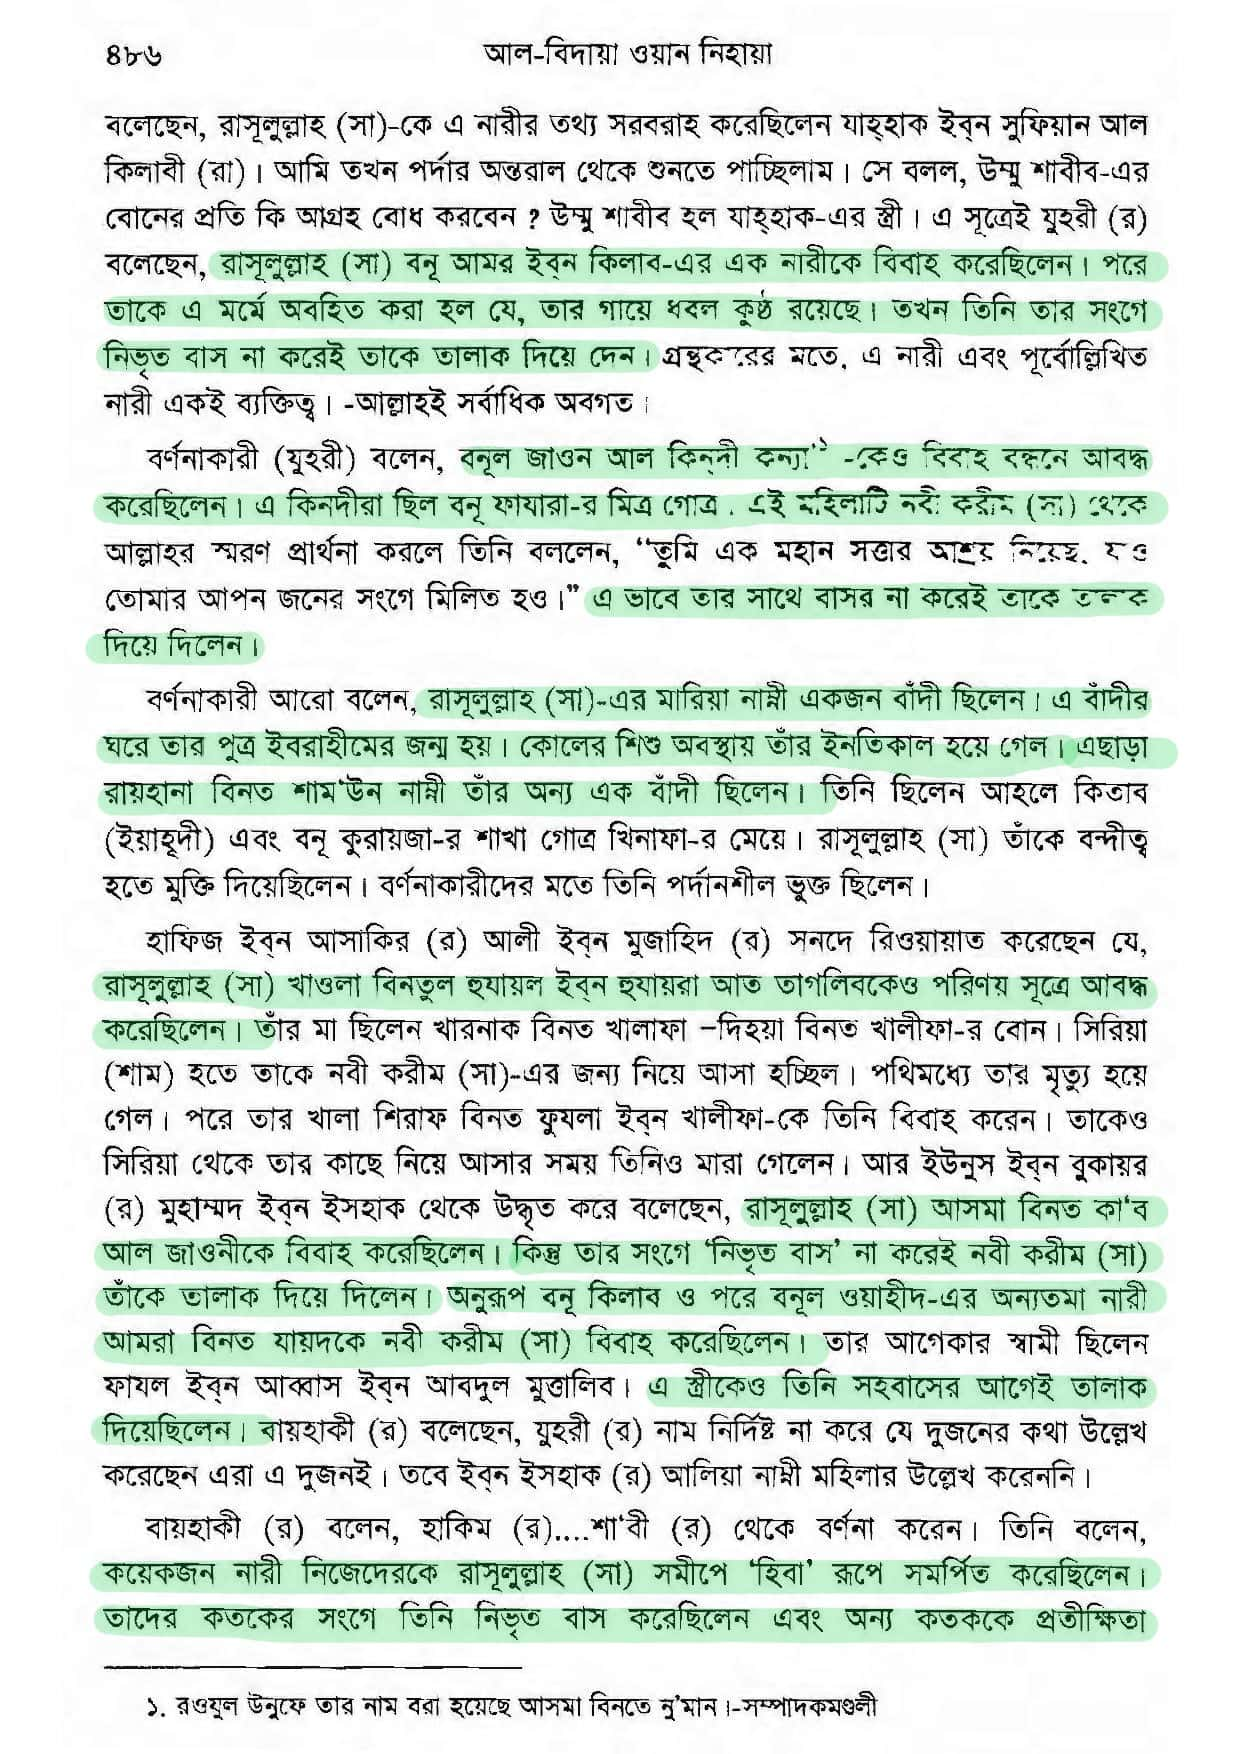 ৪৮৬ আল-বিদায়া ওয়ান নিহায়া
বলেছেন, রাসূলুল্লাহ (সা)-কে এ নারীর তথ্য সরবরাহ করেছিলেন যাহ্‌হাক ইব্‌ন সুফিয়ান আল
কিলাবী (রা)। আমি তখন পর্দার অন্তরাল থেকে শুনতে পাচ্ছিলাম। সে বলল, উম্মু শাবীব-এর
বোনের প্রতি কি আগ্রহ বোধ করবেন ? উম্মু শাবীব হল যাহ্‌হাক-এর স্ত্রী। এ সূত্রেই যুহরী (র)
বলেছেন, রাসূলুল্লাহ (সা) বনূ আমর ইব্‌ন কিলাব-এর এক নারীকে বিবাহ করেছিলেন। পরে
তাকে এ মর্মে অবহিত করা হল যে, তার গায়ে ধবল কুষ্ঠ রয়েছে। তখন তিনি তার সংগে
নিভৃত বাস না করেই তাকে তালাক দিয়ে দেন। গ্রন্থকারের মতে, এ নারী এবং পূর্বোল্লিখিত
নারী একই ব্যক্তিত্ব। -আল্লাহই সর্বাধিক অবগত।
বর্ণনাকারী (যুহরী) বলেন, বনূল জাওন আল কিন্‌দী কন্যা১ -কেও বিবাহ বন্ধনে আবদ্ধ
করেছিলেন। এ কিনদীরা ছিল বনূ ফাযারা-র মিত্র গোত্র। এই মহিলাটি নবী করীম (সা) থেকে
আল্লাহর স্মরণ প্রার্থনা করলে তিনি বললেন, “তুমি এক মহান সত্তার আশ্রয় নিয়েছ, যাও
তোমার আপন জনের সংগে মিলিত হও।” এ ভাবে তার সাথে বাসর না করেই তাকে তালাক
দিয়ে দিলেন।
বর্ণনাকারী আরো বলেন, রাসূলুল্লাহ (সা)-এর মারিয়া নাম্নী একজন বাঁদী ছিলেন। এ বাঁদীর
ঘরে তার পুত্র ইবরাহীমের জন্ম হয়। কোলের শিশু অবস্থায় তাঁর ইনতিকাল হয়ে গেল। এছাড়া
রায়হানা বিনত শাম‘উন নাম্নী তাঁর অন্য এক বাঁদী ছিলেন। তিনি ছিলেন আহলে কিতাব
(ইয়াহূদী) এবং বনূ কুরায়জা-র শাখা গোত্র খিনাফা-র মেয়ে। রাসূলুল্লাহ (সা) তাঁকে বন্দীত্ব
হতে মুক্তি দিয়েছিলেন। বর্ণনাকারীদের মতে তিনি পর্দানশীল ভুক্ত ছিলেন।
হাফিজ ইব্‌ন আসাকির (র) আলী ইব্‌ন মুজাহিদ (র) সনদে রিওয়ায়াত করেছেন যে,
রাসূলুল্লাহ (সা) খাওলা বিনতুল হুযায়ল ইব্‌ন হুযায়রা আত তাগলিবকেও পরিণয় সূত্রে আবদ্ধ
করেছিলেন। তাঁর মা ছিলেন খারনাক বিনত খালাফা –দিহয়া বিনত খালীফা-র বোন। সিরিয়া
(শাম) হতে তাকে নবী করীম (সা)-এর জন্য নিয়ে আসা হচ্ছিল। পথিমধ্যে তার মৃত্যু হয়ে
গেল। পরে তার খালা শিরাফ বিনত ফুযলা ইব্‌ন খালীফা-কে তিনি বিবাহ করেন। তাকেও
সিরিয়া থেকে তার কাছে নিয়ে আসার সময় তিনিও মারা গেলেন। আর ইউনুস ইব্‌ন বুকায়র
(র) মুহাম্মদ ইব্‌ন ইসহাক থেকে উদ্ধৃত করে বলেছেন, রাসূলুল্লাহ (সা) আসমা বিনত কা‘ব
আল জাওনীকে বিবাহ করেছিলেন। কিন্তু তার সংগে ‘নিভৃত বাস’ না করেই নবী করীম (সা)
তাঁকে তালাক দিয়ে দিলেন। অনুরূপ বনূ কিলাব ও পরে বনূল ওয়াহীদ-এর অন্যতমা নারী
আমরা বিনত যায়দকে নবী করীম (সা) বিবাহ করেছিলেন। তার আগেকার স্বামী ছিলেন
ফাযল ইব্‌ন আব্বাস ইব্‌ন আবদুল মুত্তালিব। এ স্ত্রীকেও তিনি সহবাসের আগেই তালাক
দিয়েছিলেন। বায়হাকী (র) বলেছেন, যুহরী (র) নাম নির্দিষ্ট না করে যে দুজনের কথা উল্লেখ
করেছেন এরা এ দুজনই। তবে ইব্‌ন ইসহাক (র) আলিয়া নাম্নী মহিলার উল্লেখ করেননি।
বায়হাকী (র) বলেন, হাকিম (র)....শা‘বী (র) থেকে বর্ণনা করেন। তিনি বলেন,
কয়েকজন নারী নিজেদেরকে রাসূলুল্লাহ (সা) সমীপে ‘হিবা’ রূপে সমর্পিত করেছিলেন।
তাদের কতকের সংগে তিনি নিভৃত বাস করেছিলেন এবং অন্য কতককে প্রতীক্ষিতা
১. রওযুল উনুফে তার নাম বরা হয়েছে আসমা বিনতে নু’মান।-সম্পাদকমণ্ডলী